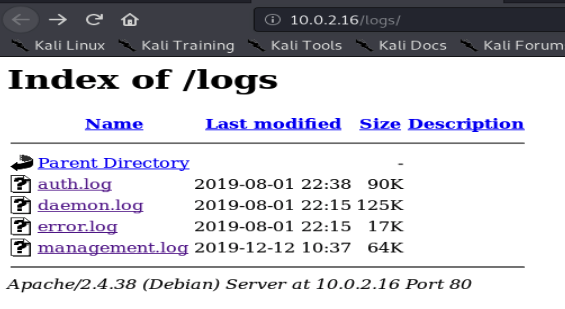 10.0.2.16/logs/
Kali Linux Kali Training Kali Tools Kali Docs Kali Forum
Index of /logs
Name Last modified Size Description
Parent Directory -
auth.log 2019-08-01 22:38 90K
daemon.log 2019-08-01 22:15 125K
error.log 2019-08-01 22:15 17K
management.log 2019-12-12 10:37 64K
Apache/2.4.38 (Debian) Server at 10.0.2.16 Port 80